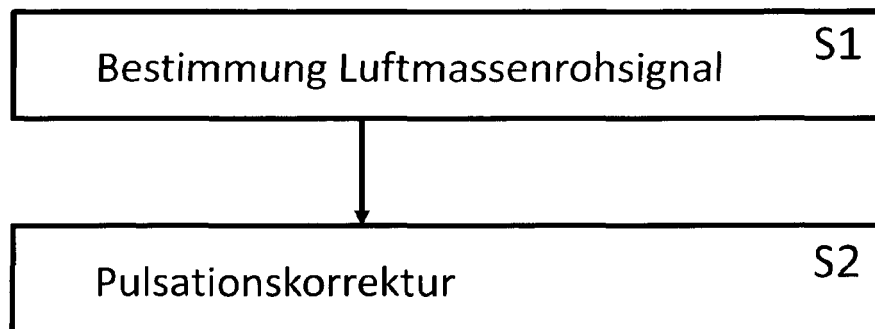 Bestimmung Luftmassenrohsignal S1
Pulsationskorrektur S2